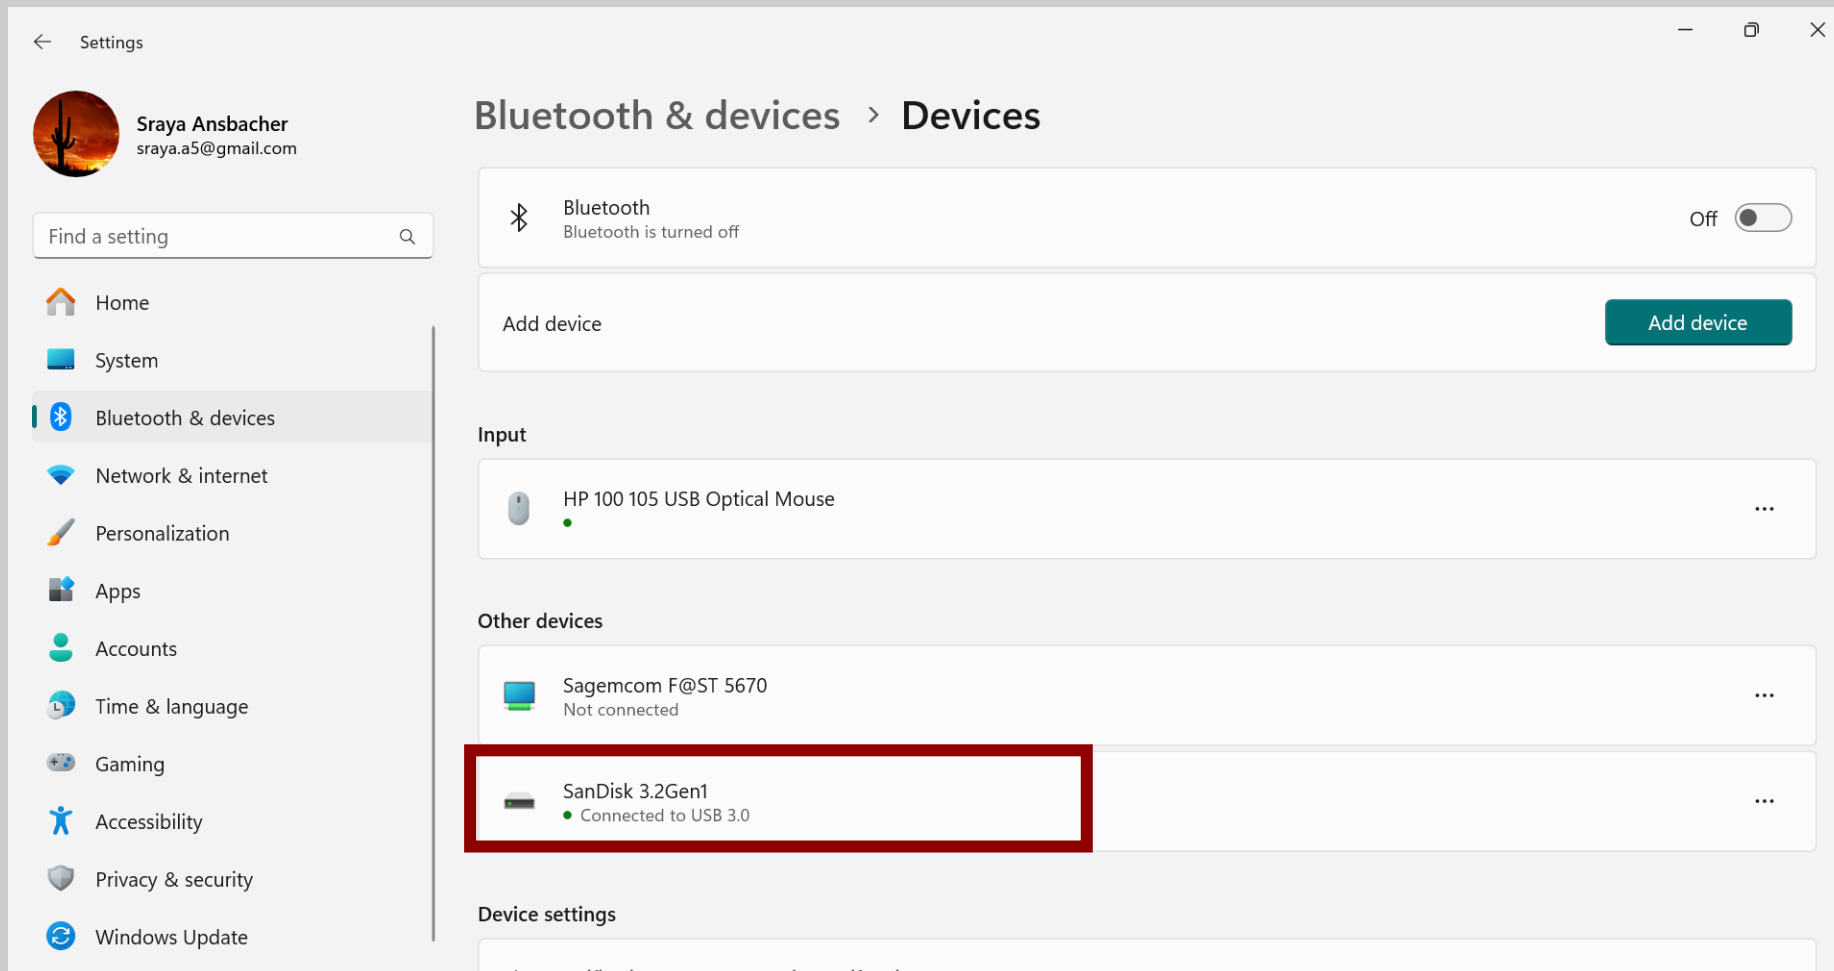 Settings
Sraya Ansbacher
sraya.a5@gmail.com
Find a setting
Home
System
Bluetooth & devices
Network & internet
Personalization
Apps
Accounts
Time & language
Gaming
Accessibility
Privacy & security
Windows Update
Bluetooth & devices > Devices
Bluetooth
Bluetooth is turned off
Off
Add device
Add device
Input
HP 100 105 USB Optical Mouse
Other devices
Sagemcom F@ST 5670
Not connected
SanDisk 3.2Gen1
Connected to USB 3.0
Device settings